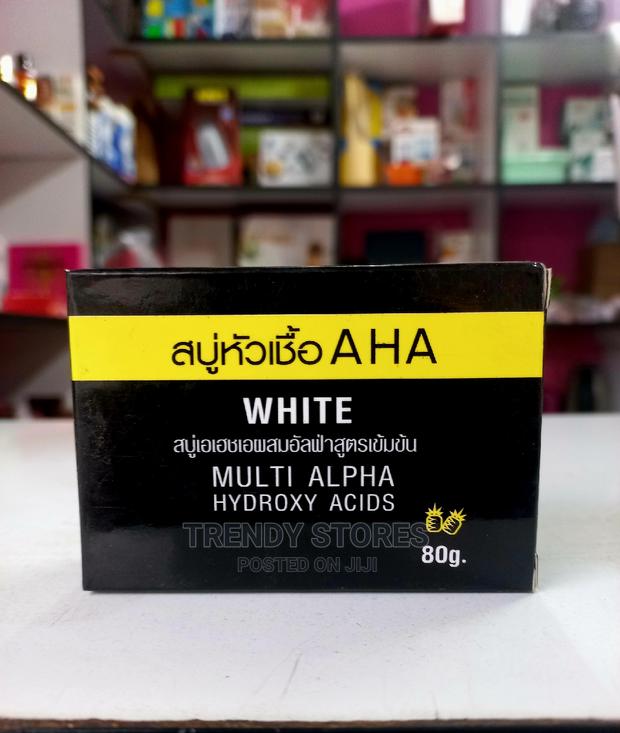 สบู่หัวเชื้อ AHA
WHITE
สบู่เอเฮชเอผสมอัลฟ่าสูตรเข้มข้น
MULTI ALPHA
HYDROXY ACIDS
TRENDY STORES
POSTED ON JIJI
80g.